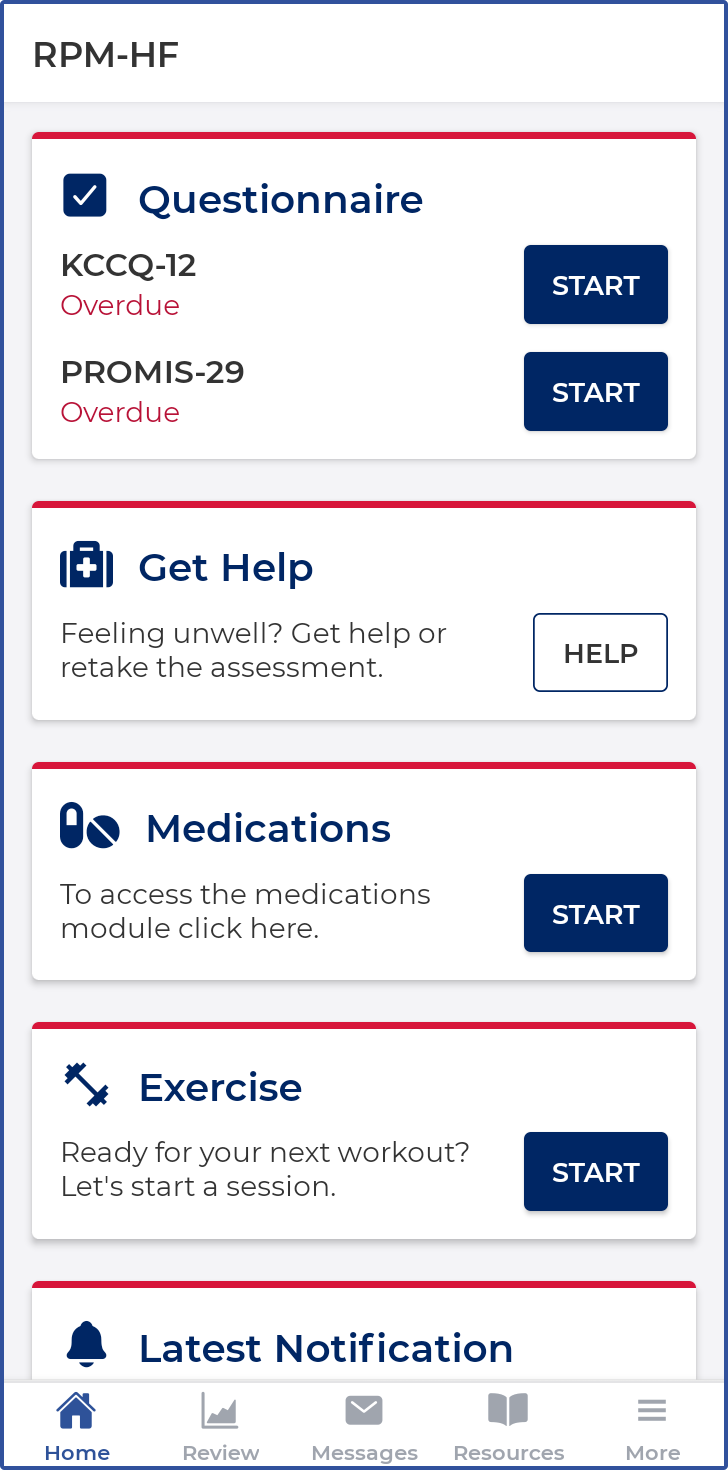 RPM-HF
Questionnaire
KCCQ-12
Overdue
START
PROMIS-29
Overdue
START
Get Help
Feeling unwell? Get help or
retake the assessment.
HELP
Medications
To access the medications
module click here.
START
Exercise
Ready for your next workout?
Let's start a session.
START
Latest Notification
Home
Review
Messages
Resources
More